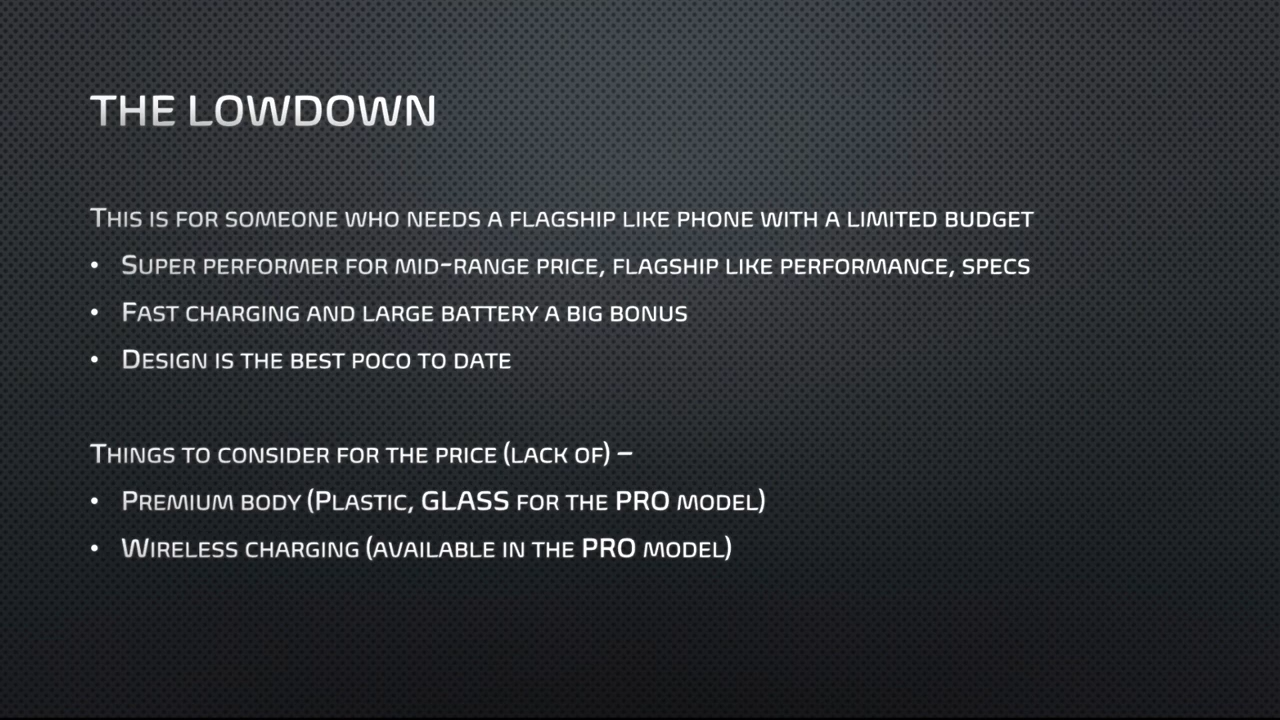 THE LOWDOWN
THIS IS FOR SOMEONE WHO NEEDS A FLAGSHIP LIKE PHONE WITH A LIMITED BUDGET
• SUPER PERFORMER FOR MID-RANGE PRICE, FLAGSHIP LIKE PERFORMANCE, SPECS
• FAST CHARGING AND LARGE BATTERY A BIG BONUS
• DESIGN IS THE BEST POCO TO DATE
THINGS TO CONSIDER FOR THE PRICE (LACK OF) –
• PREMIUM BODY (PLASTIC, GLASS FOR THE PRO MODEL)
• WIRELESS CHARGING (AVAILABLE IN THE PRO MODEL)